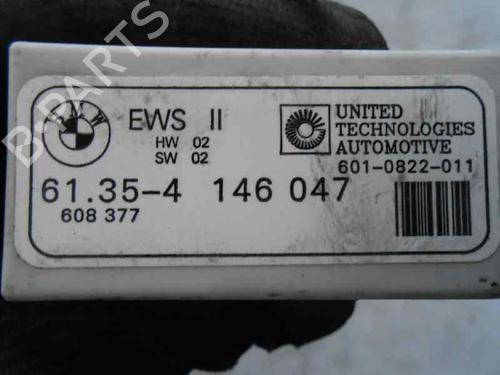 BMW
EWS II
HW 02
SW 02
UNITED
TECHNOLOGIES
AUTOMOTIVE
601-0822-011
61.35-4 146 047
608 377
B-PARTS